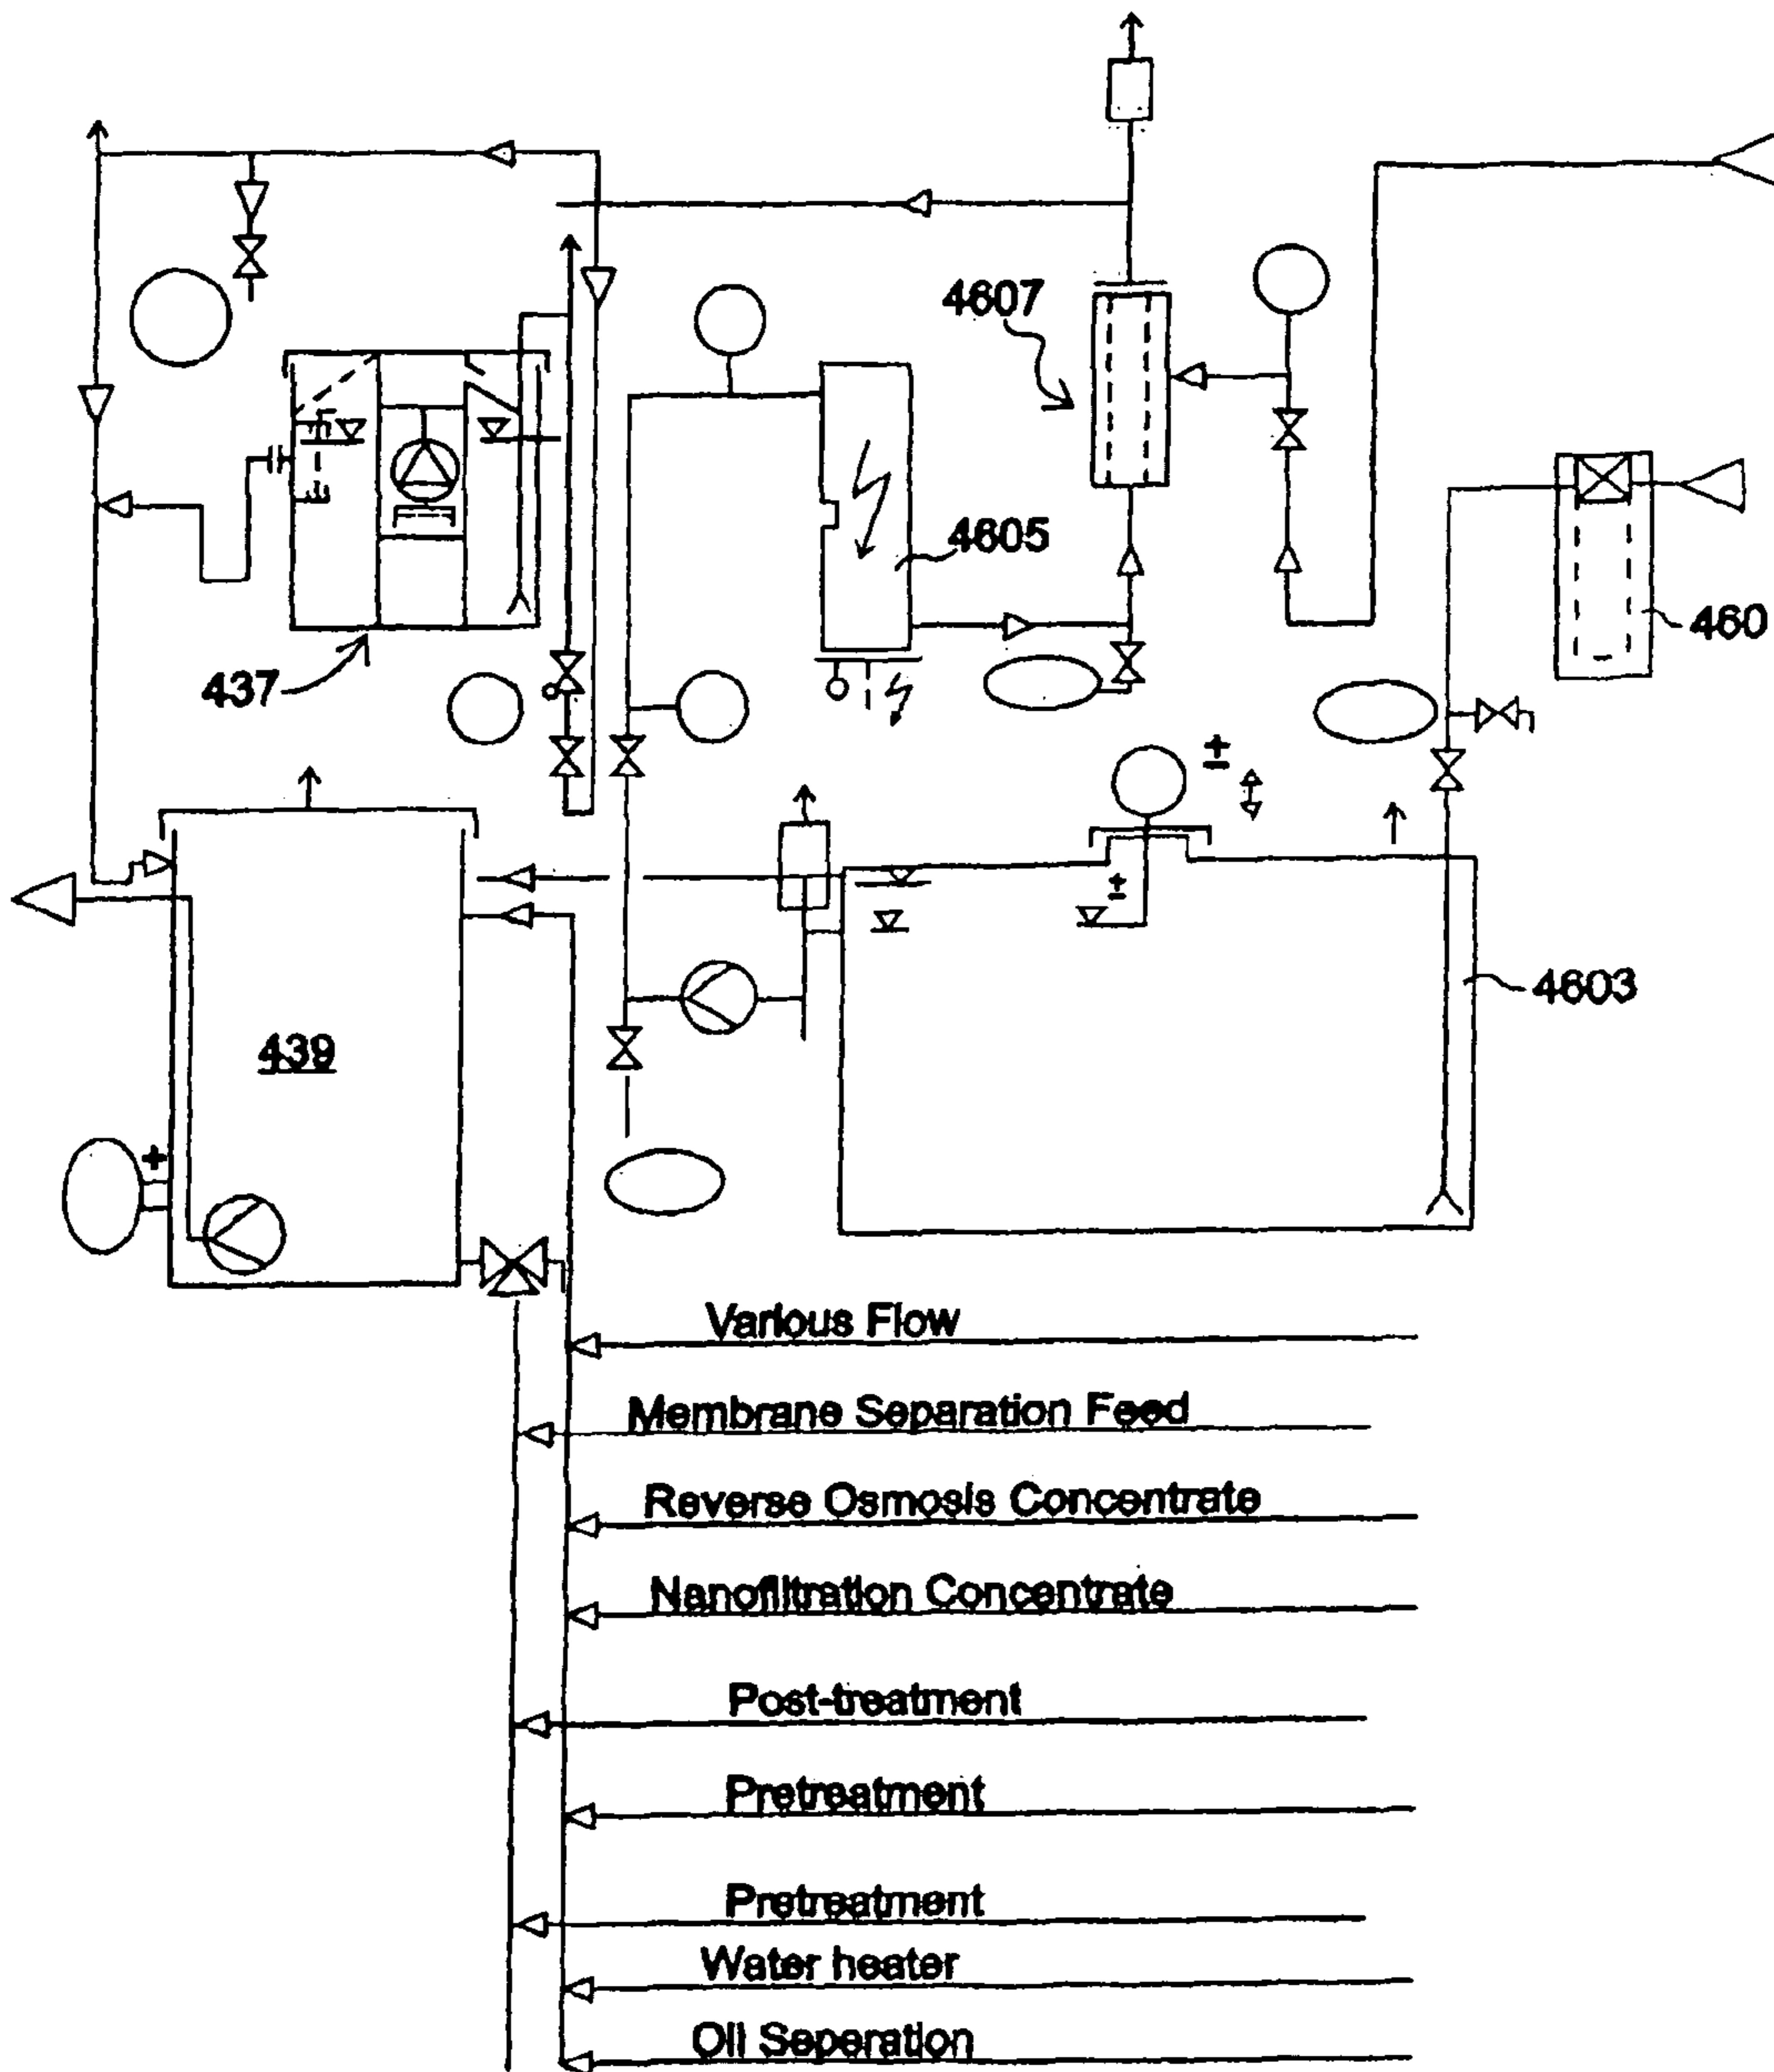 4607
4605
460
437
±
±
4603
439
+
Various Flow
Membrane Separation Feed
Reverse Osmosis Concentrate
Nanofiltration Concentrate
Post-treatment
Pretreatment
Pretreatment
Water heater
Oil Seperation